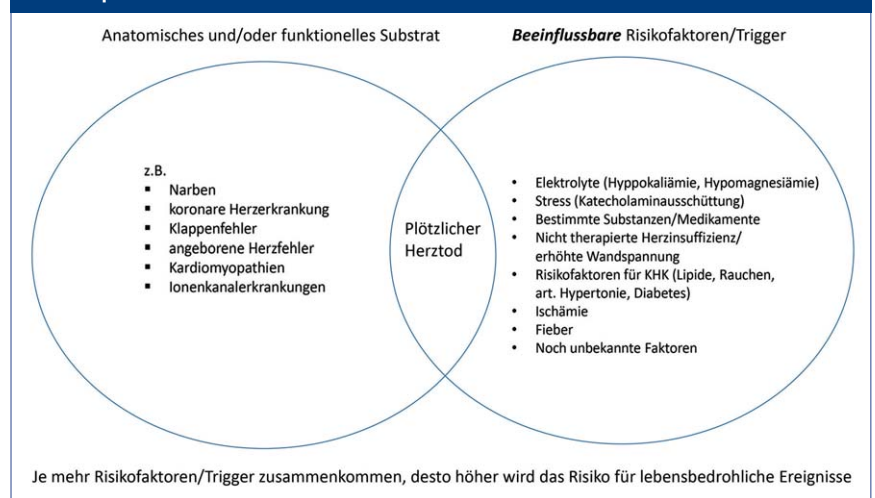 Anatomisches und/oder funktionelles Substrat
Beeinflussbare Risikofaktoren/Trigger
z.B.
▪ Narben
▪ koronare Herzerkrankung
▪ Klappenfehler
▪ angeborene Herzfehler
▪ Kardiomyopathien
▪ Ionenkanalerkrankungen
Plötzlicher
Herztod
• Elektrolyte (Hyppokaliämie, Hypomagnesiämie)
• Stress (Katecholaminausschüttung)
• Bestimmte Substanzen/Medikamente
• Nicht therapierte Herzinsuffizienz/
erhöhte Wandspannung
• Risikofaktoren für KHK (Lipide, Rauchen,
art. Hypertonie, Diabetes)
• Ischämie
• Fieber
• Noch unbekannte Faktoren
Je mehr Risikofaktoren/Trigger zusammenkommen, desto höher wird das Risiko für lebensbedrohliche Ereignisse